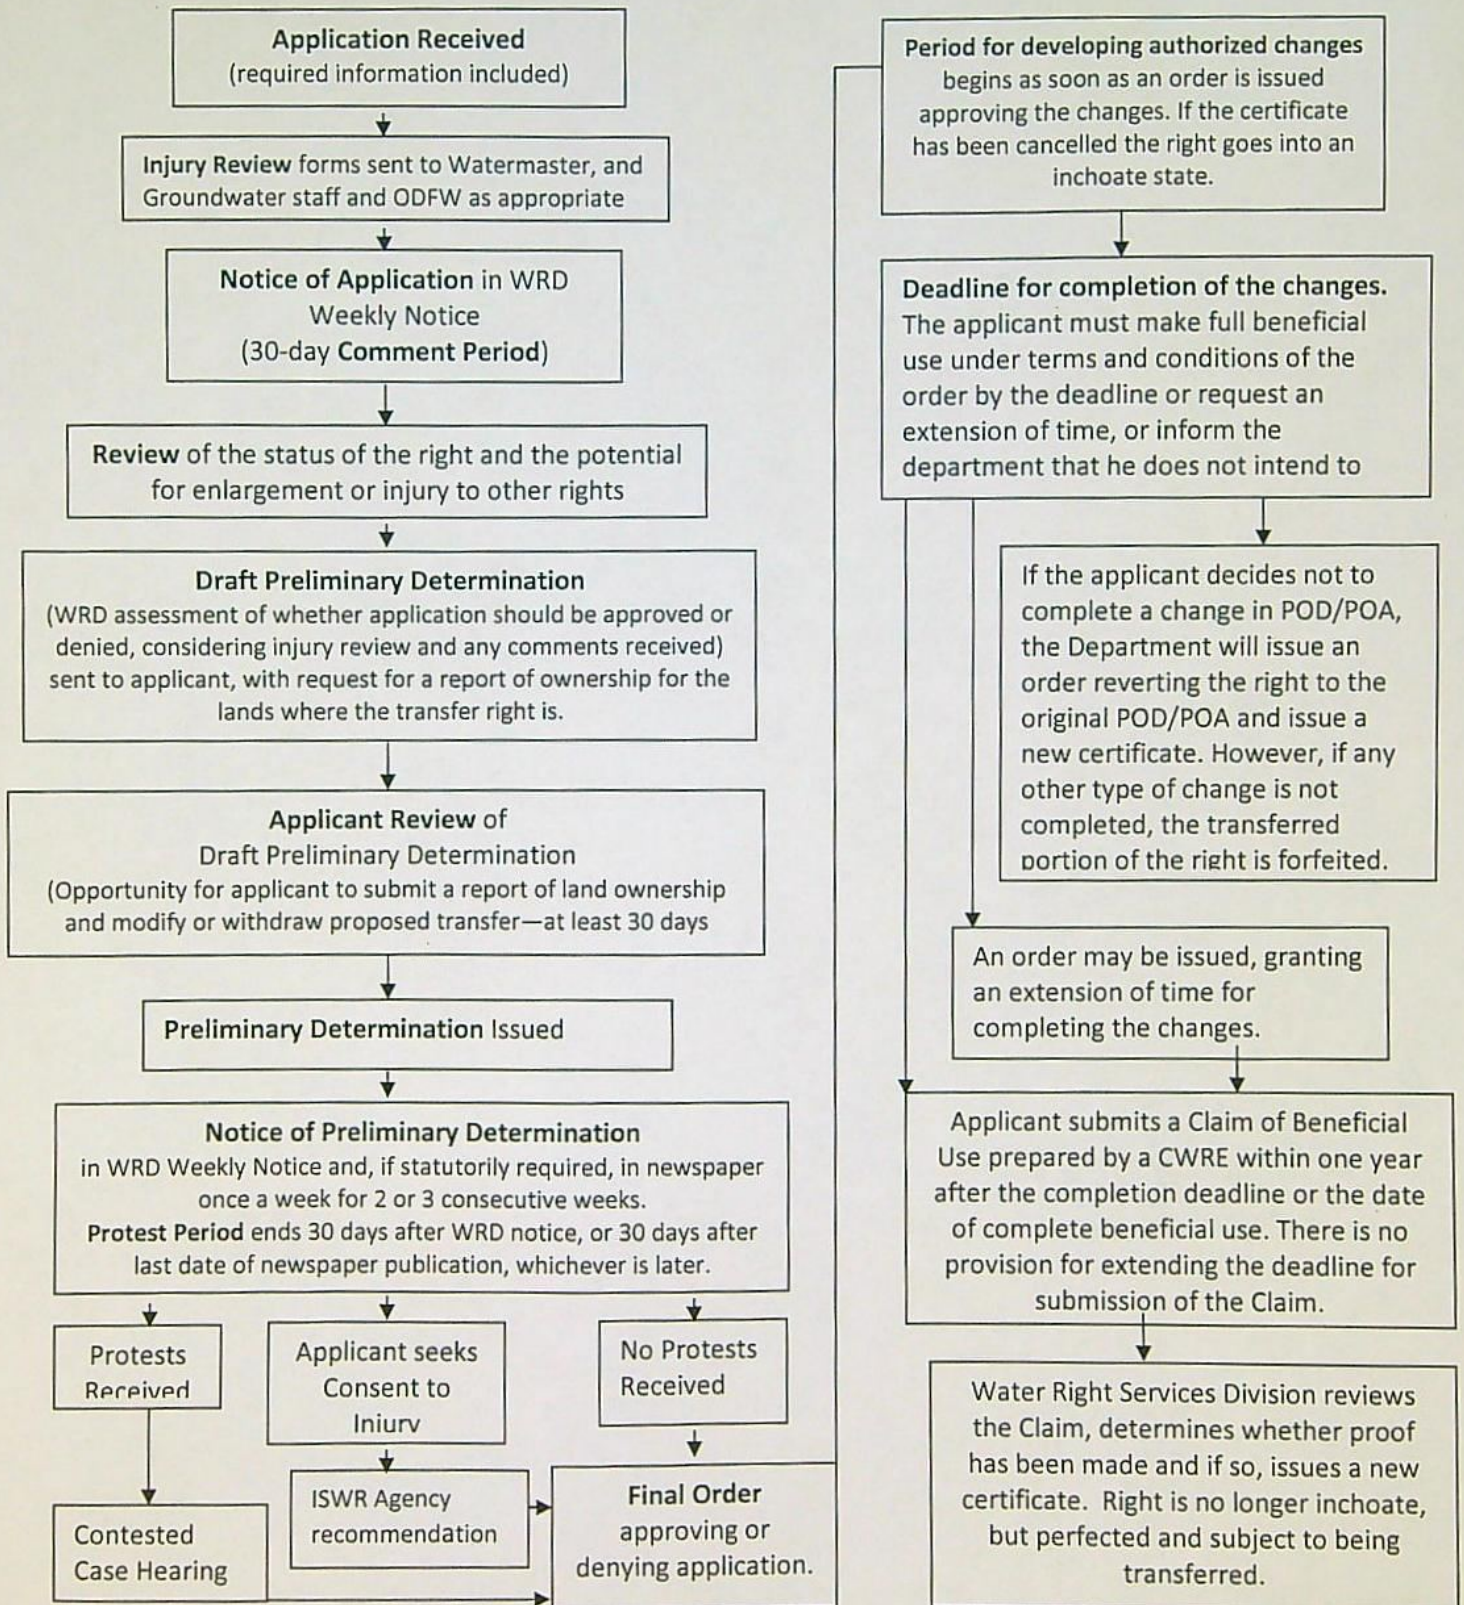 Application Received
(required information included)
Injury Review forms sent to Watermaster, and
Groundwater staff and ODFW as appropriate
Notice of Application in WRD
Weekly Notice
(30-day Comment Period)
Review of the status of the right and the potential
for enlargement or injury to other rights
Draft Preliminary Determination
(WRD assessment of whether application should be approved or
denied, considering injury review and any comments received)
sent to applicant, with request for a report of ownership for the
lands where the transfer right is.
Applicant Review of
Draft Preliminary Determination
(Opportunity for applicant to submit a report of land ownership
and modify or withdraw proposed transfer—at least 30 days
Preliminary Determination Issued
Notice of Preliminary Determination
in WRD Weekly Notice and, if statutorily required, in newspaper
once a week for 2 or 3 consecutive weeks.
Protest Period ends 30 days after WRD notice, or 30 days after
last date of newspaper publication, whichever is later.
Protests
Received
Applicant seeks
Consent to
Injury
No Protests
Received
Contested
Case Hearing
ISWR Agency
recommendation
Final Order
approving or
denying application.
Period for developing authorized changes
begins as soon as an order is issued
approving the changes. If the certificate
has been cancelled the right goes into an
inchoate state.
Deadline for completion of the changes.
The applicant must make full beneficial
use under terms and conditions of the
order by the deadline or request an
extension of time, or inform the
department that he does not intend to
If the applicant decides not to
complete a change in POD/POA,
the Department will issue an
order reverting the right to the
original POD/POA and issue a
new certificate. However, if any
other type of change is not
completed, the transferred
portion of the right is forfeited.
An order may be issued, granting
an extension of time for
completing the changes.
Applicant submits a Claim of Beneficial
Use prepared by a CWRE within one year
after the completion deadline or the date
of complete beneficial use. There is no
provision for extending the deadline for
submission of the Claim.
Water Right Services Division reviews
the Claim, determines whether proof
has been made and if so, issues a new
certificate. Right is no longer inchoate,
but perfected and subject to being
transferred.